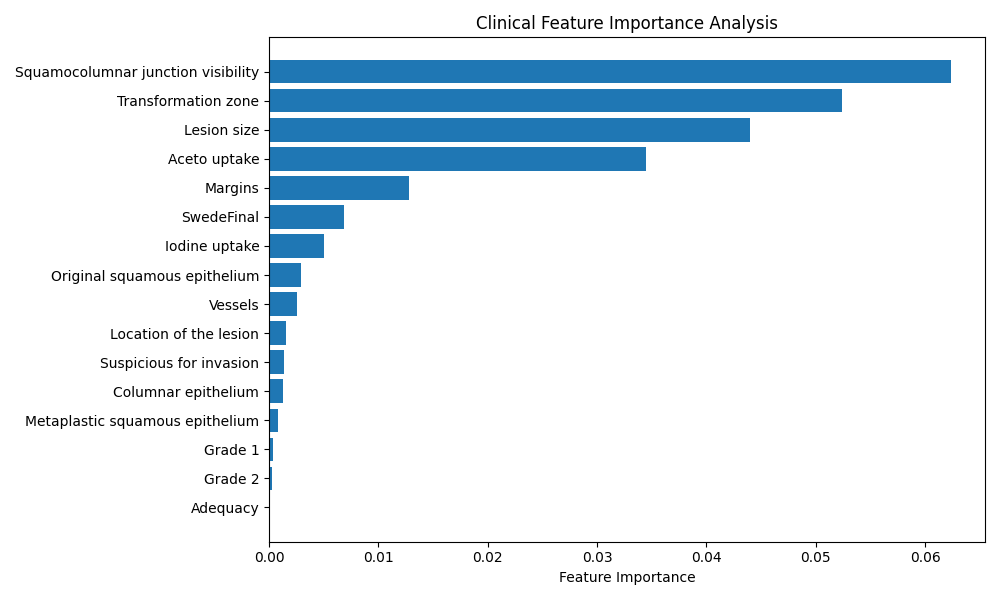 Clinical Feature Importance Analysis
Squamocolumnar junction visibility
Transformation zone
Lesion size
Aceto uptake
Margins
SwedeFinal
Iodine uptake
Original squamous epithelium
Vessels
Location of the lesion
Suspicious for invasion
Columnar epithelium
Metaplastic squamous epithelium
Grade 1
Grade 2
Adequacy
0.00 0.01 0.02 0.03 0.04 0.05 0.06
Feature Importance